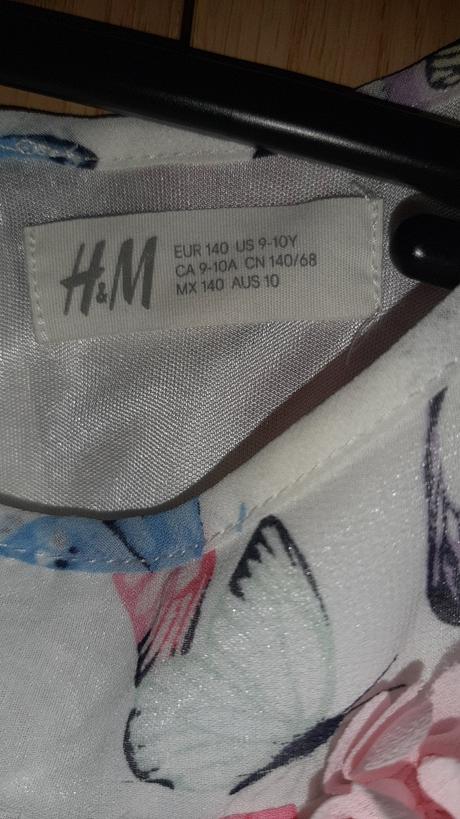 H&M
EUR 140 US 9-10Y
CA 9-10A CN 140/68
MX 140 AUS 10